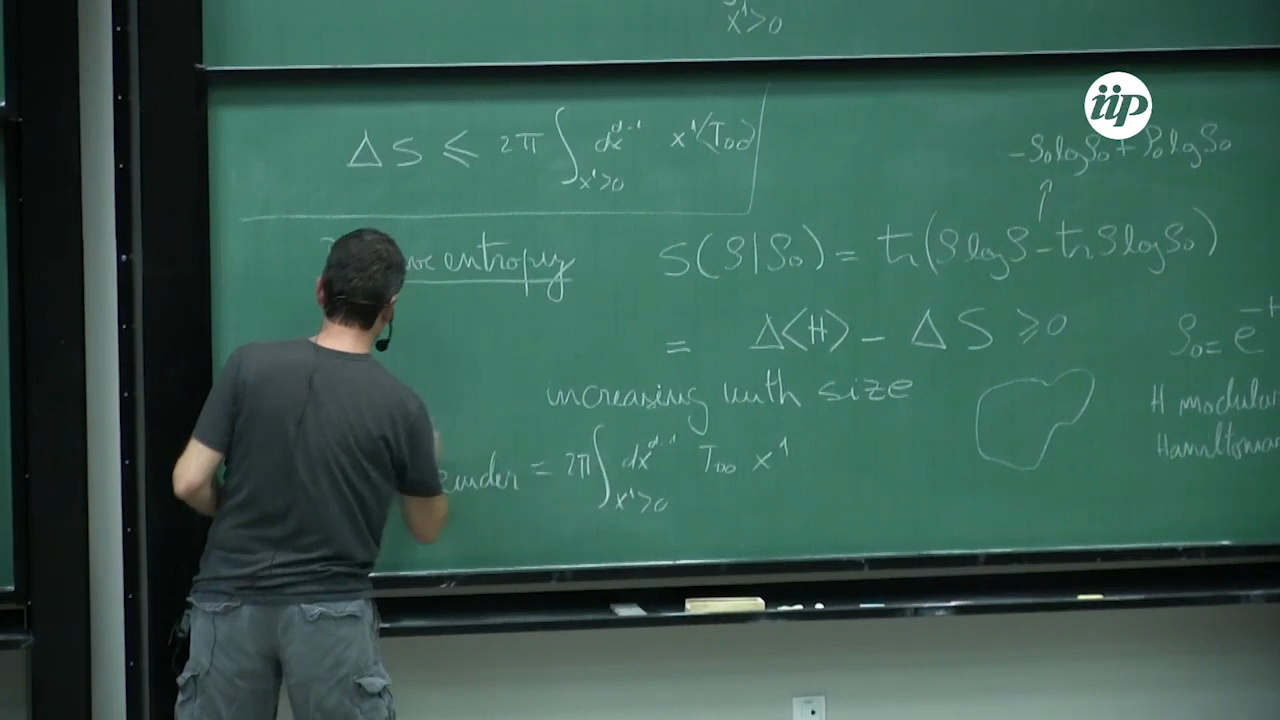 x¹>0
iip
ΔS ≤ 2π ∫_{x¹>0} dx^{d-1} x¹⟨T₀₀⟩
-ρ₀logρ₀ + ρ₀logρ₀
↑
entropy
S(ρ|ρ₀) = tr(ρlogρ - trρlogρ₀)
= Δ⟨H⟩ - ΔS ≥ 0
ρ₀ = e^{-H
increasing with size
H modular
Hamiltonian
= 2π ∫_{x¹>0} dx^{d-1} T₀₀ x¹